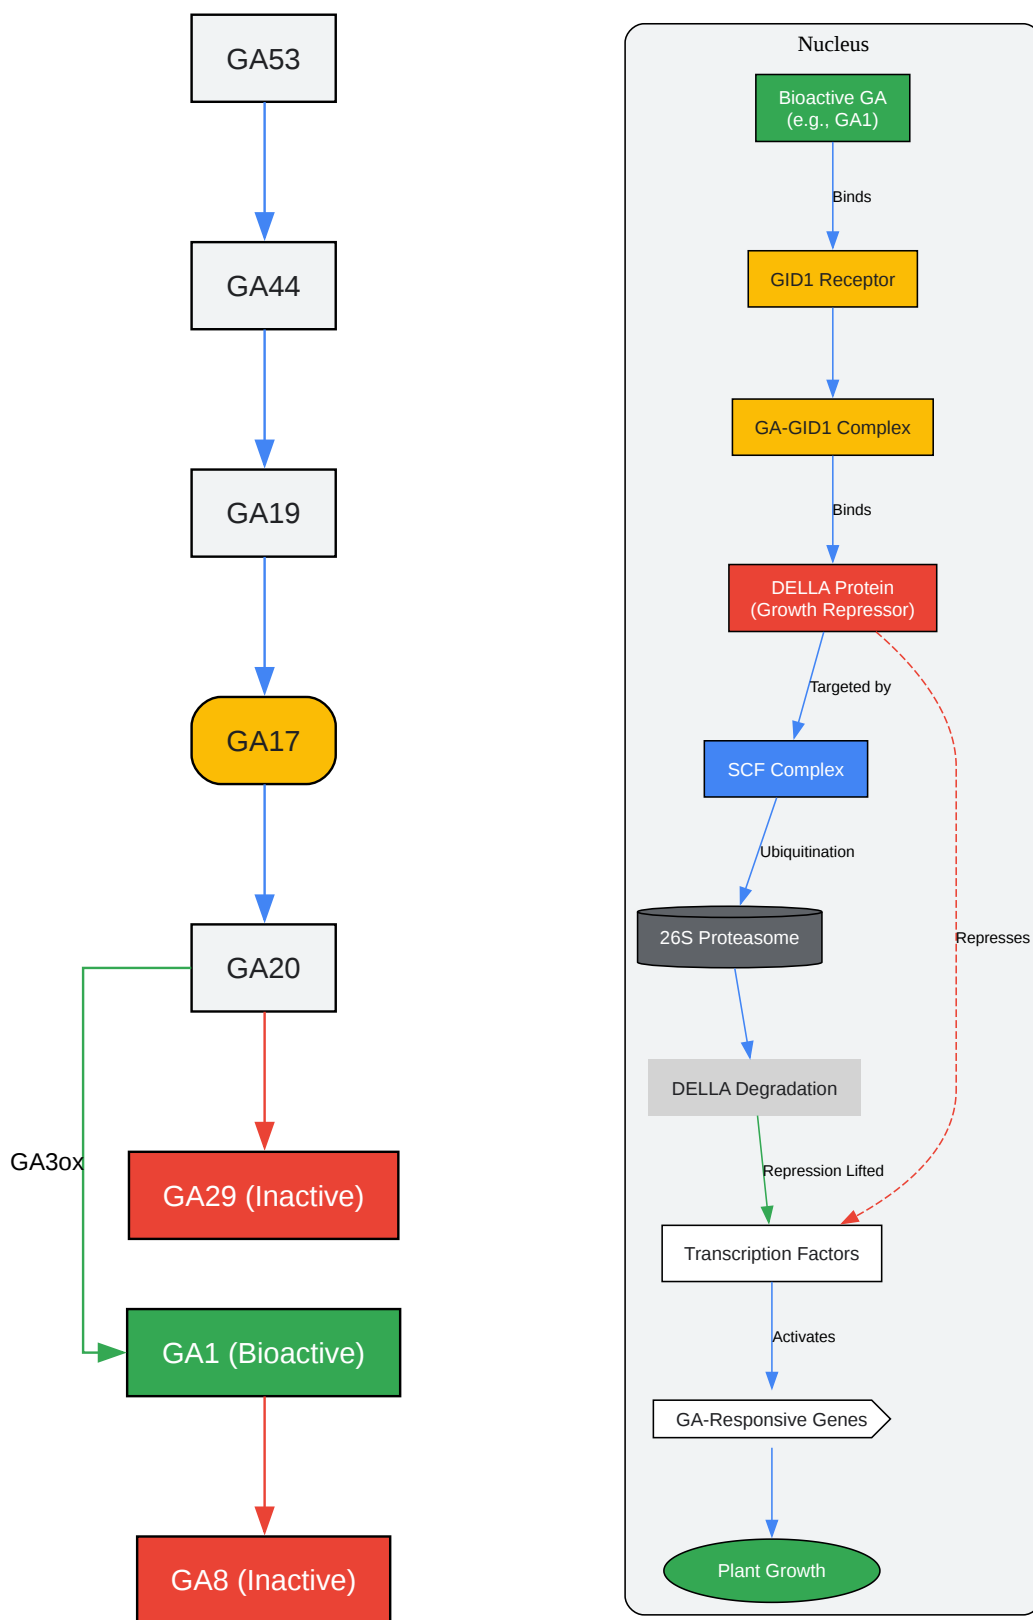 GA53
GA44
GA19
GA17
GA20
GA3ox
GA29 (Inactive)
GA1 (Bioactive)
GA8 (Inactive)
Nucleus
Bioactive GA
(e.g., GA1)
Binds
GID1 Receptor
GA-GID1 Complex
Binds
DELLA Protein
(Growth Repressor)
Targeted by
SCF Complex
Ubiquitination
26S Proteasome
Represses
DELLA Degradation
Repression Lifted
Transcription Factors
Activates
GA-Responsive Genes
Plant Growth